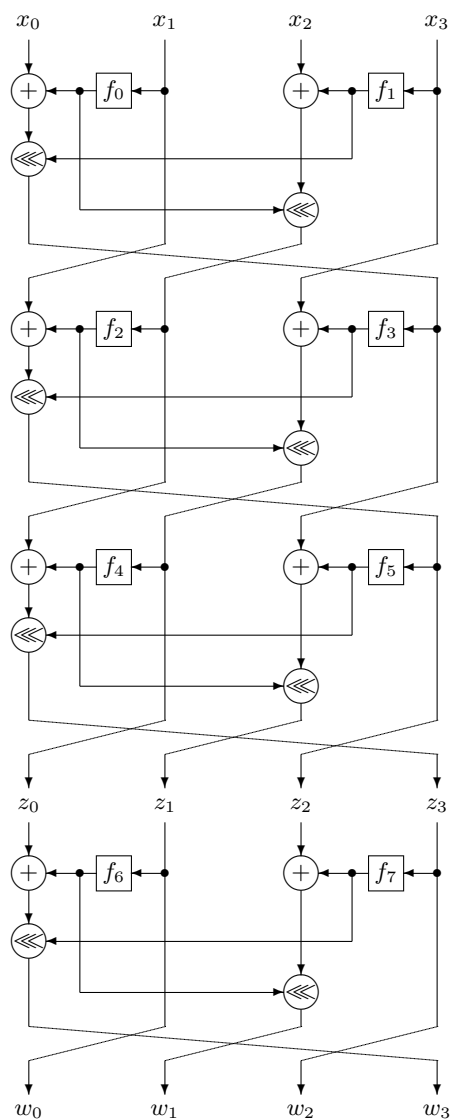 x₀ x₁ x₂ x₃
+ f₀ + f₁
⋘
⋘
+ f₂ + f₃
⋘
⋘
+ f₄ + f₅
⋘
⋘
z₀ z₁ z₂ z₃
+ f₆ + f₇
⋘
⋘
w₀ w₁ w₂ w₃